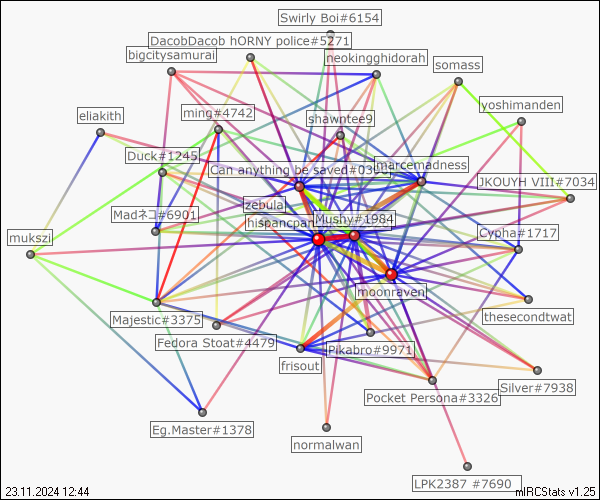 Swirly Boi#6154
DacobDacob hORNY police#5271
bigcitysamurai
neokingghidorah
somass
yoshimanden
eliakith
ming#4742
shawntee9
Duck#1245
Can anything be saved#0390
marcemadness
JKOUYH VIII#7034
zebula
Madネコ#6901
hispancpan
Mushy#1984
Cypha#1717
mukszi
moonraven
Majestic#3375
thesecondtwat
Fedora Stoat#4479
Pikabro#9971
frisout
Silver#7938
Pocket Persona#3326
Eg.Master#1378
normalwan
LPK2387 #7690
23.11.2024 12:44
mIRCStats v1.25